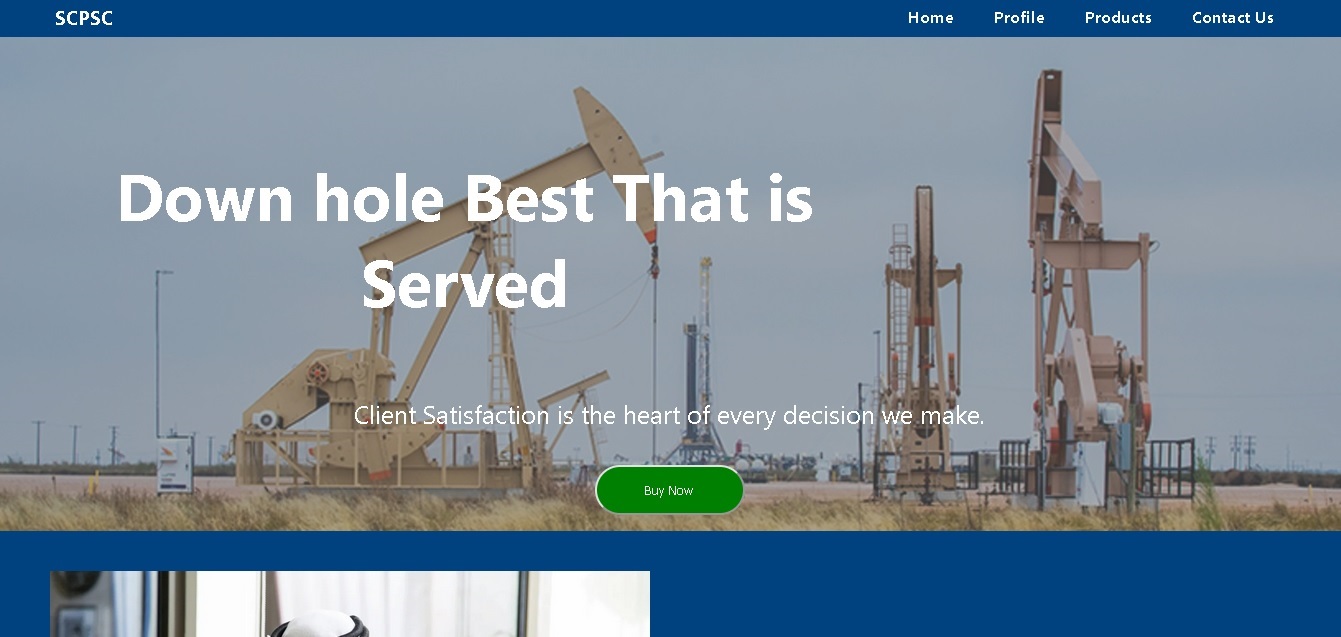 SCPSC
Home Profile Products Contact Us
Down hole Best That is
Served
Client Satisfaction is the heart of every decision we make.
Buy Now